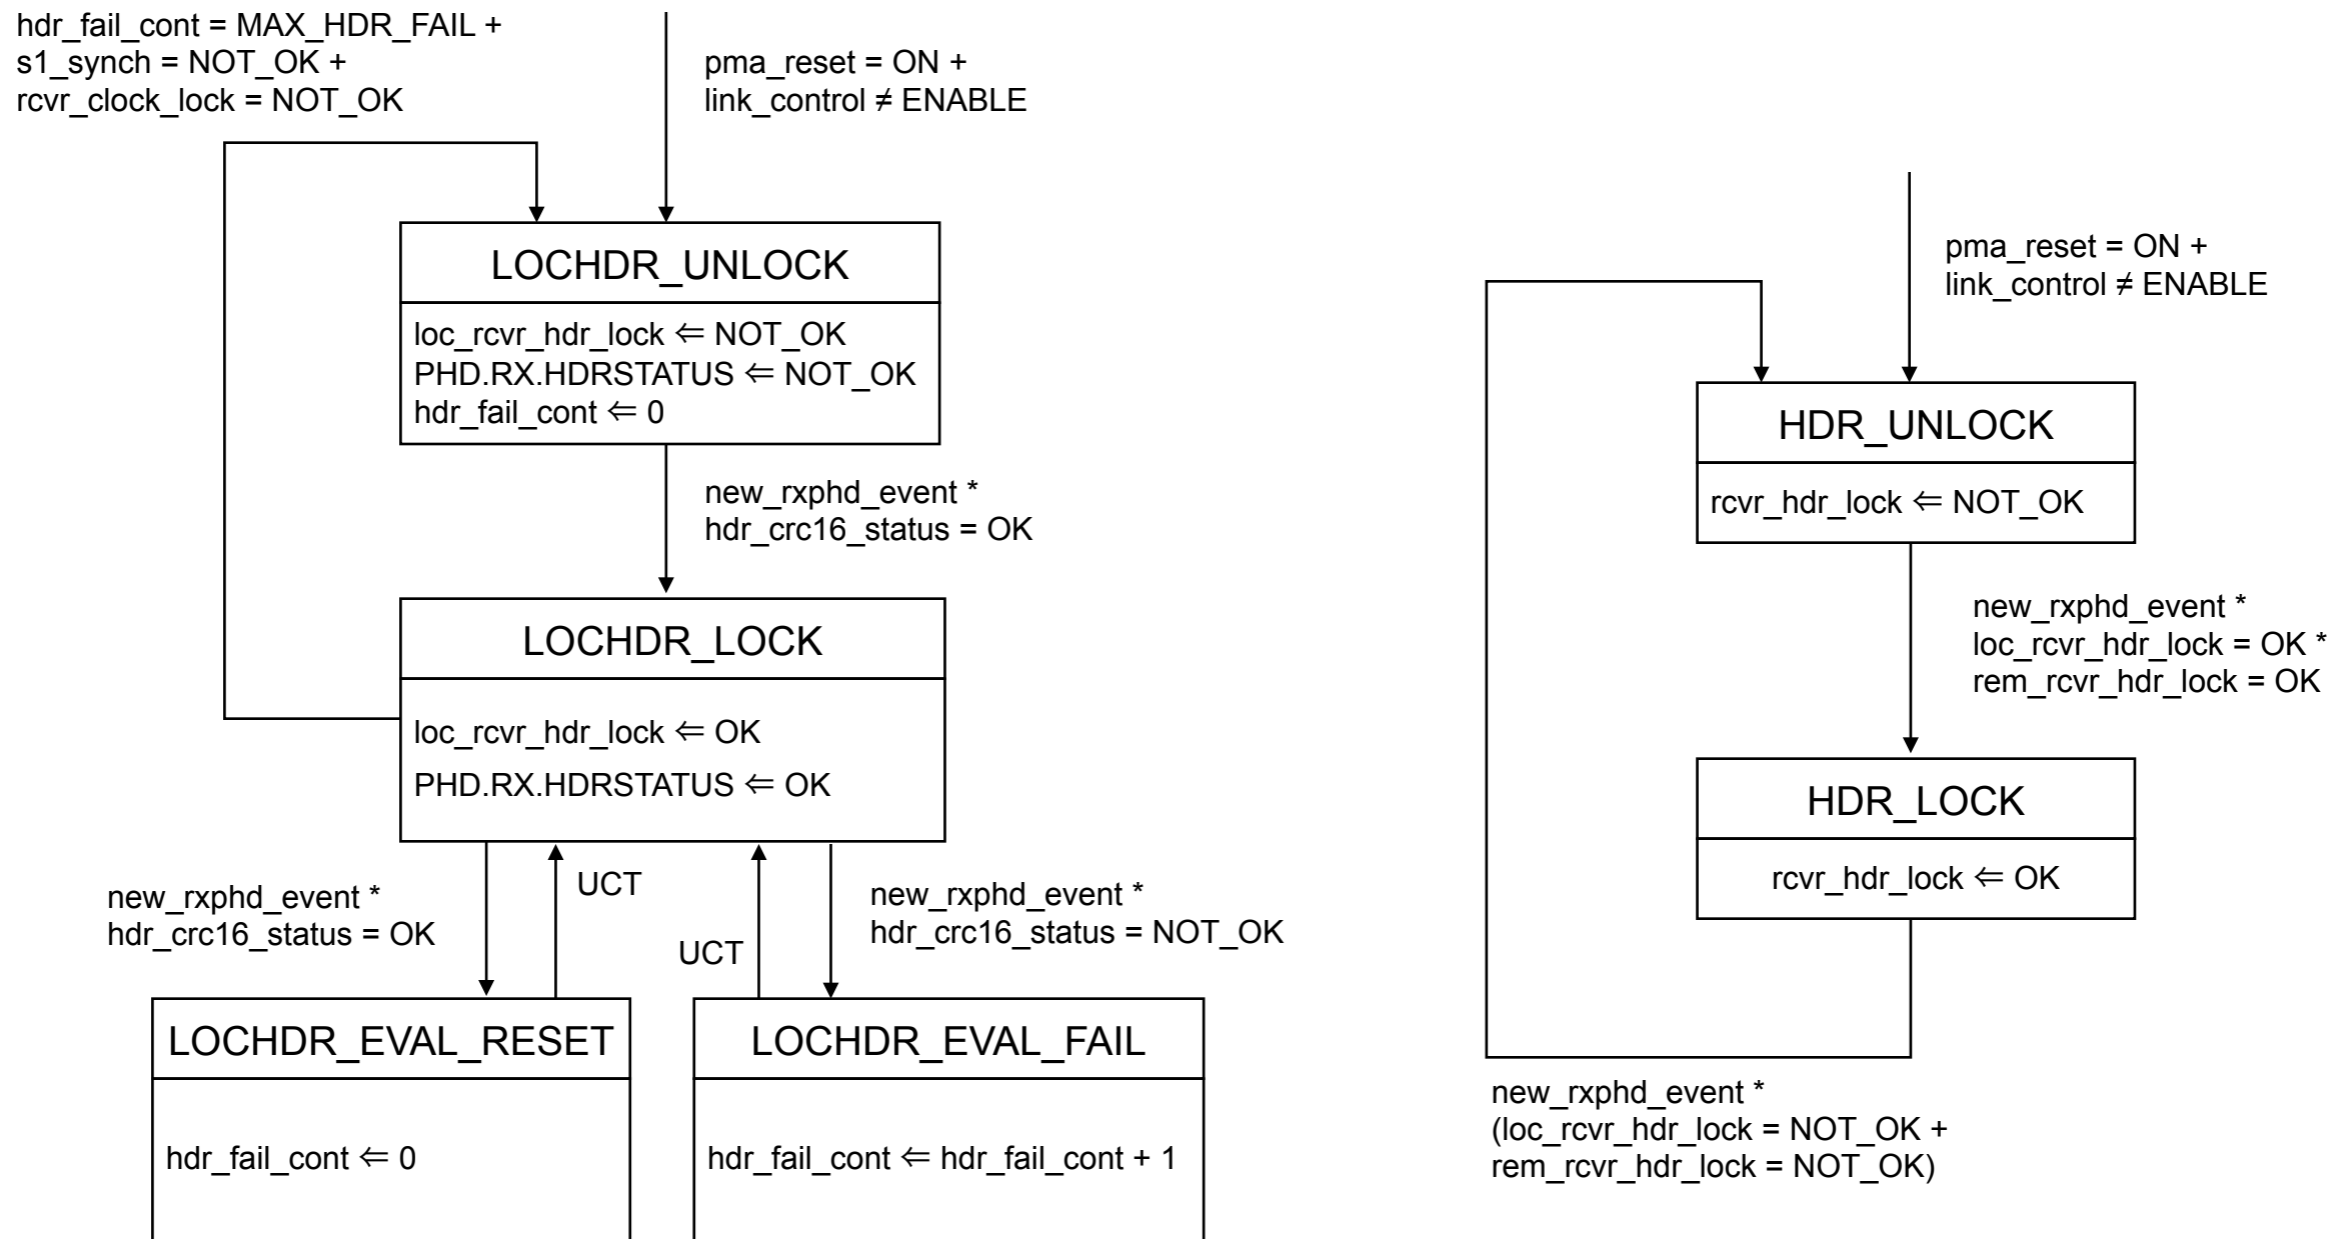 hdr_fail_cont = MAX_HDR_FAIL +
s1_synch = NOT_OK +
rcvr_clock_lock = NOT_OK
pma_reset = ON +
link_control ≠ ENABLE
LOCHDR_UNLOCK
loc_rcvr_hdr_lock ⇐ NOT_OK
PHD.RX.HDRSTATUS ⇐ NOT_OK
hdr_fail_cont ⇐ 0
new_rxphd_event *
hdr_crc16_status = OK
LOCHDR_LOCK
loc_rcvr_hdr_lock ⇐ OK
PHD.RX.HDRSTATUS ⇐ OK
new_rxphd_event *
hdr_crc16_status = OK
UCT
UCT
new_rxphd_event *
hdr_crc16_status = NOT_OK
LOCHDR_EVAL_RESET
hdr_fail_cont ⇐ 0
LOCHDR_EVAL_FAIL
hdr_fail_cont ⇐ hdr_fail_cont + 1
pma_reset = ON +
link_control ≠ ENABLE
HDR_UNLOCK
rcvr_hdr_lock ⇐ NOT_OK
new_rxphd_event *
loc_rcvr_hdr_lock = OK *
rem_rcvr_hdr_lock = OK
HDR_LOCK
rcvr_hdr_lock ⇐ OK
new_rxphd_event *
(loc_rcvr_hdr_lock = NOT_OK +
rem_rcvr_hdr_lock = NOT_OK)